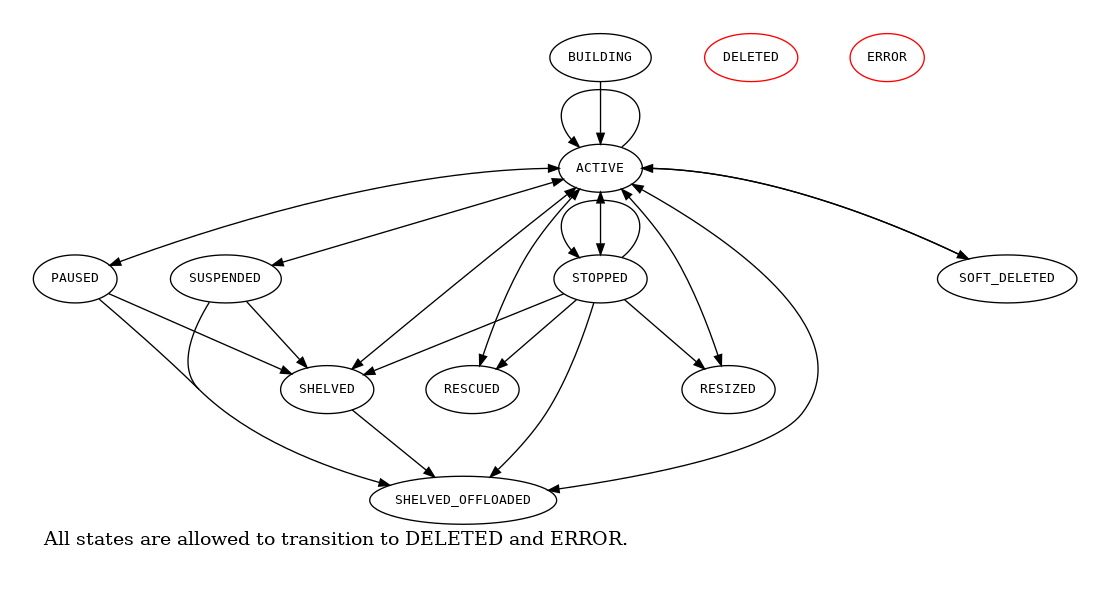 BUILDING
DELETED
ERROR
ACTIVE
PAUSED
SUSPENDED
STOPPED
SOFT_DELETED
SHELVED
RESCUED
RESIZED
SHELVED_OFFLOADED
All states are allowed to transition to DELETED and ERROR.